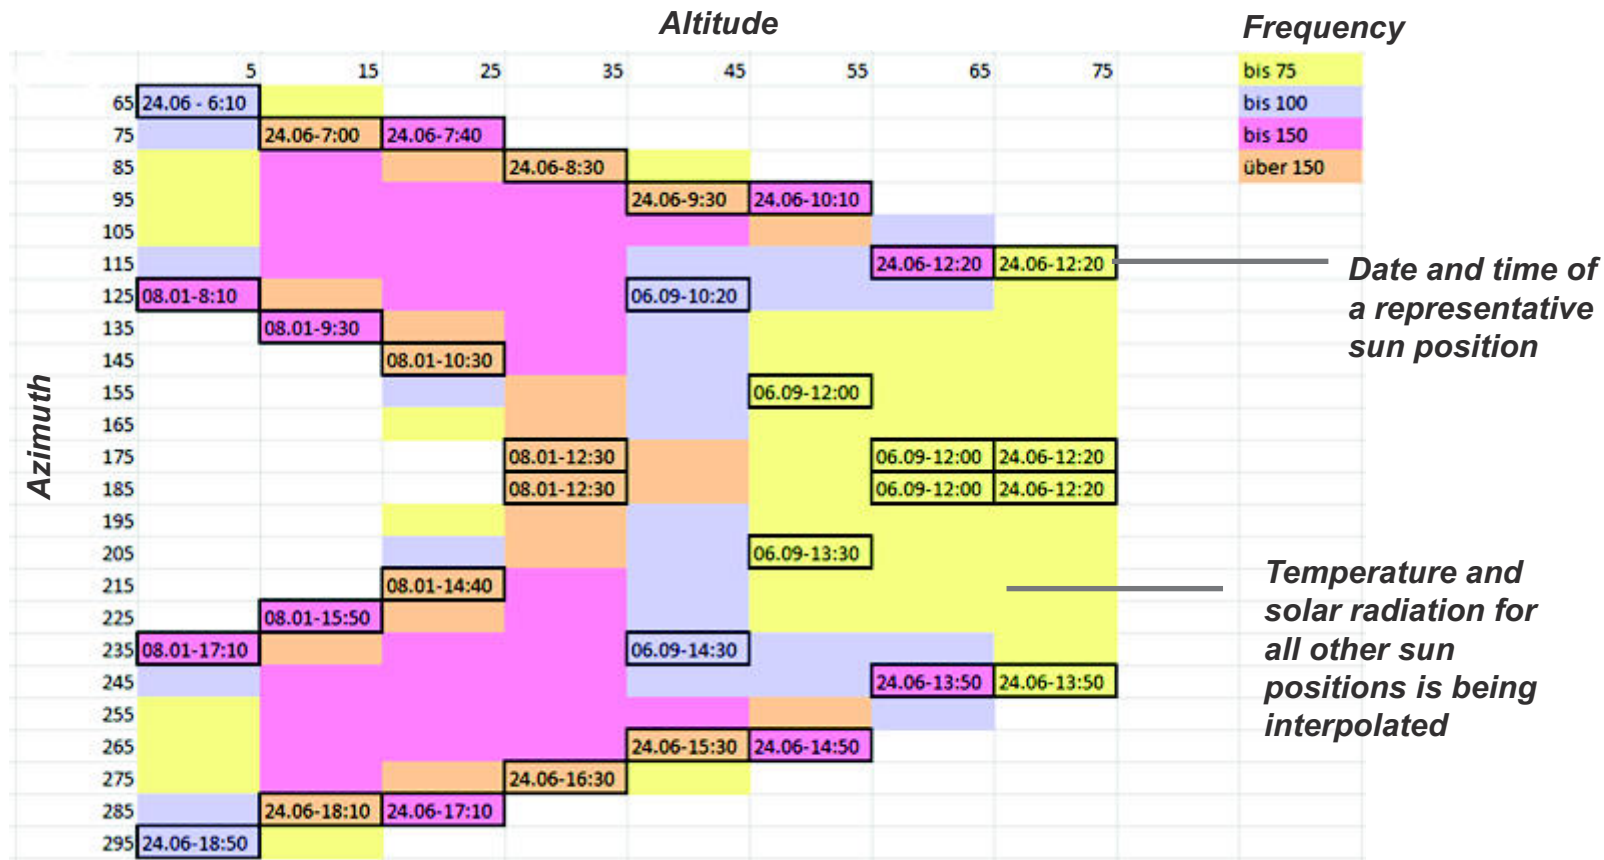 Altitude
Frequency
5 15 25 35 45 55 65 75 bis 75
65 24.06 - 6:10 bis 100
75 24.06-7:00 24.06-7:40 bis 150
85 24.06-8:30 über 150
95 24.06-9:30 24.06-10:10
105
115 24.06-12:20 24.06-12:20
125 08.01-8:10 06.09-10:20
135 08.01-9:30
145 08.01-10:30
155 06.09-12:00
165
175 08.01-12:30 06.09-12:00 24.06-12:20
185 08.01-12:30 06.09-12:00 24.06-12:20
195
205 06.09-13:30
215 08.01-14:40
225 08.01-15:50
235 08.01-17:10 06.09-14:30
245 24.06-13:50 24.06-13:50
255
265 24.06-15:30 24.06-14:50
275 24.06-16:30
285 24.06-18:10 24.06-17:10
295 24.06-18:50
Azimuth
Date and time of
a representative
sun position
Temperature and
solar radiation for
all other sun
positions is being
interpolated